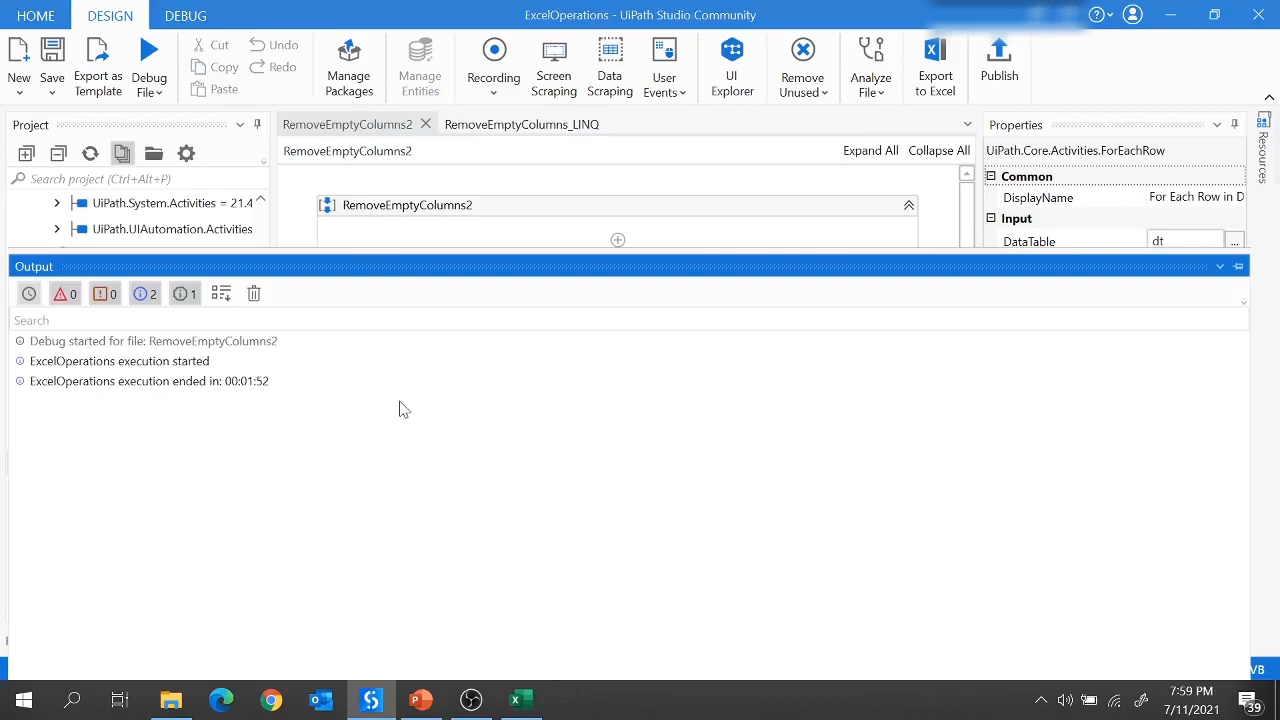 HOME DESIGN DEBUG ExcelOperations - UiPath Studio Community
Cut Undo
Copy Redo
Paste
New Save Export as Template Debug File Manage Packages Manage Entities Recording Screen Scraping Data Scraping User Events UI Explorer Remove Unused Analyze File Export to Excel Publish
Project RemoveEmptyColumns2 RemoveEmptyColumns_LINQ Properties
RemoveEmptyColumns2 Expand All Collapse All UiPath.Core.Activities.ForEachRow
Resources
Search project (Ctrl+Alt+P) Common
UiPath.System.Activities = 21.4 RemoveEmptyColumns2 DisplayName For Each Row in D
UiPath.UIAutomation.Activities Input
DataTable dt ...
Output
0 0 2 1
Search
Debug started for file: RemoveEmptyColumns2
ExcelOperations execution started
ExcelOperations execution ended in: 00:01:52
VB
7:59 PM
7/11/2021
39